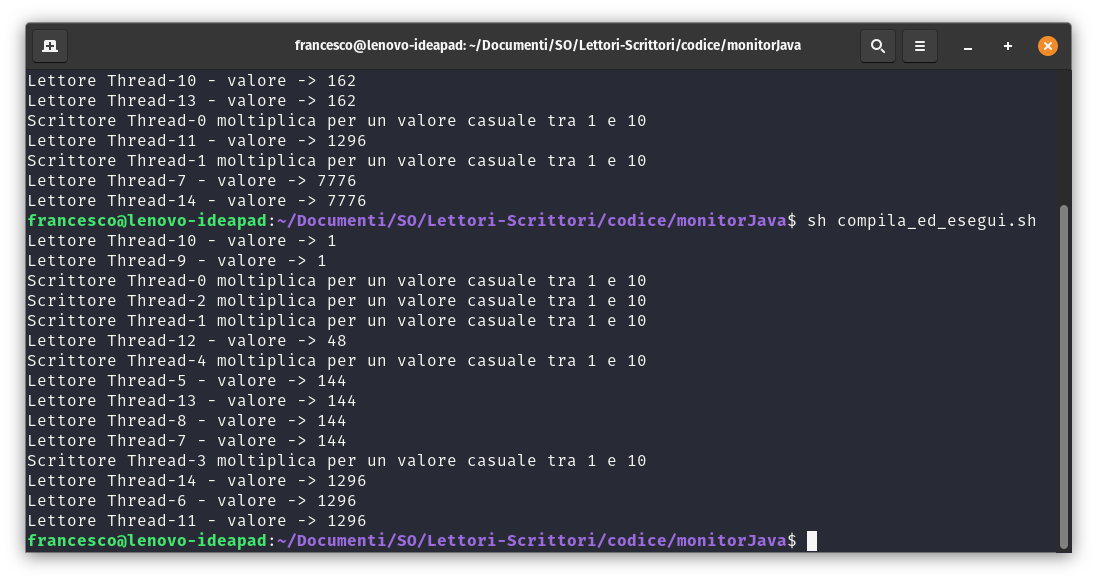 francesco@lenovo-ideapad: ~/Documenti/SO/Lettori-Scrittori/codice/monitorJava
Lettore Thread-10 - valore -> 162
Lettore Thread-13 - valore -> 162
Scrittore Thread-0 moltiplica per un valore casuale tra 1 e 10
Lettore Thread-11 - valore -> 1296
Scrittore Thread-1 moltiplica per un valore casuale tra 1 e 10
Lettore Thread-7 - valore -> 7776
Lettore Thread-14 - valore -> 7776
francesco@lenovo-ideapad:~/Documenti/SO/Lettori-Scrittori/codice/monitorJava$ sh compila_ed_esegui.sh
Lettore Thread-10 - valore -> 1
Lettore Thread-9 - valore -> 1
Scrittore Thread-0 moltiplica per un valore casuale tra 1 e 10
Scrittore Thread-2 moltiplica per un valore casuale tra 1 e 10
Scrittore Thread-1 moltiplica per un valore casuale tra 1 e 10
Lettore Thread-12 - valore -> 48
Scrittore Thread-4 moltiplica per un valore casuale tra 1 e 10
Lettore Thread-5 - valore -> 144
Lettore Thread-13 - valore -> 144
Lettore Thread-8 - valore -> 144
Lettore Thread-7 - valore -> 144
Scrittore Thread-3 moltiplica per un valore casuale tra 1 e 10
Lettore Thread-14 - valore -> 1296
Lettore Thread-6 - valore -> 1296
Lettore Thread-11 - valore -> 1296
francesco@lenovo-ideapad:~/Documenti/SO/Lettori-Scrittori/codice/monitorJava$